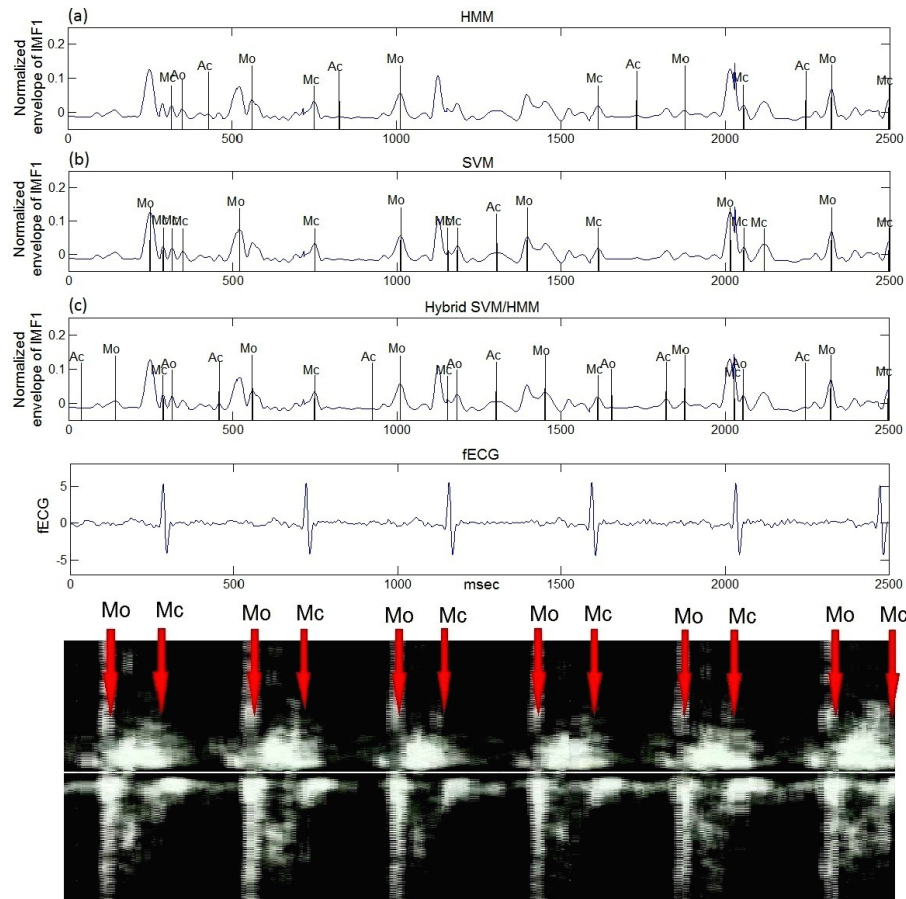 (a)
HMM
Normalized
envelope of IMF1
0.2
0.1
0
Mc Ao Ac Mo Mc Ac Mo Mc Ac Mo Mc Ac Mo Mc
0 500 1000 1500 2000 2500
(b)
SVM
Normalized
envelope of IMF1
0.2
0.1
0
Mo Mc Mc Mc Mo Mc Mo Mc Mc Ac Mo Mc Mo Mc Mc Mo Mc
0 500 1000 1500 2000 2500
(c)
Hybrid SVM/HMM
Normalized
envelope of IMF1
0.2
0.1
0
Ac Mo Mc Ao Ac Mo Mc Ac Mo Mc Ao Ac Mo Mc Ao Ac Mo Mc Ao Ac Mo Mc
0 500 1000 1500 2000 2500
fECG
fECG
5
0
-5
0 500 1000 msec 1500 2000 2500
Mo Mc Mo Mc Mo Mc Mo Mc Mo Mc Mo Mc